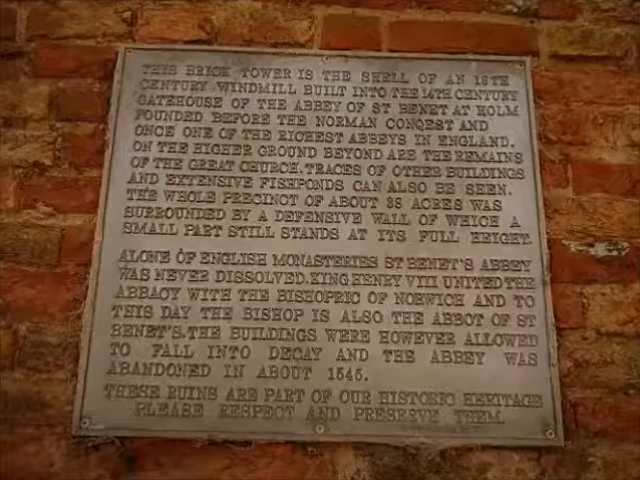 THIS BRICK TOWER IS THE SHELL OF AN 18TH
CENTURY WINDMILL BUILT INTO THE 14TH CENTURY
GATEHOUSE OF THE ABBEY OF ST BENET AT HOLM
FOUNDED BEFORE THE NORMAN CONQEST AND
ONCE ONE OF THE RICHEST ABBEYS IN ENGLAND.
ON THE HIGHER GROUND BEYOND ARE THE REMAINS
OF THE GREAT CHURCH. TRACES OF OTHER BUILDINGS
AND EXTENSIVE FISHPONDS CAN ALSO BE SEEN.
THE WHOLE PRECINCT OF ABOUT 38 ACRES WAS
SURROUNDED BY A DEFENSIVE WALL OF WHICH A
SMALL PART STILL STANDS AT ITS FULL HEIGHT.
ALONE OF ENGLISH MONASTERIES ST BENET'S ABBEY
WAS NEVER DISSOLVED. KING HENRY VIII UNITED THE
ABBACY WITH THE BISHOPRIC OF NORWICH AND TO
THIS DAY THE BISHOP IS ALSO THE ABBOT OF ST
BENET'S. THE BUILDINGS WERE HOWEVER ALLOWED
TO FALL INTO DECAY AND THE ABBEY WAS
ABANDONED IN ABOUT 1545.
THESE RUINS ARE PART OF OUR HISTORIC HERITAGE
PLEASE RESPECT AND PRESERVE THEM.